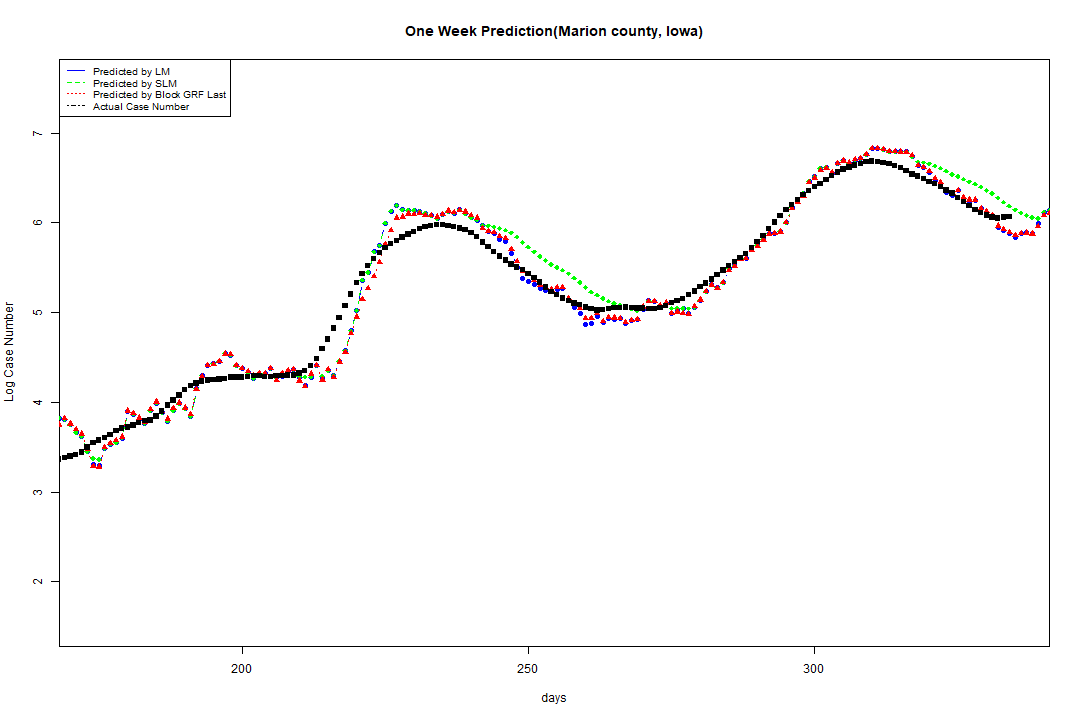 One Week Prediction(Marion county, Iowa)
Predicted by LM
Predicted by SLM
Predicted by Block GRF Last
Actual Case Number
7
6
5
4
3
2
Log Case Number
200
250
300
days